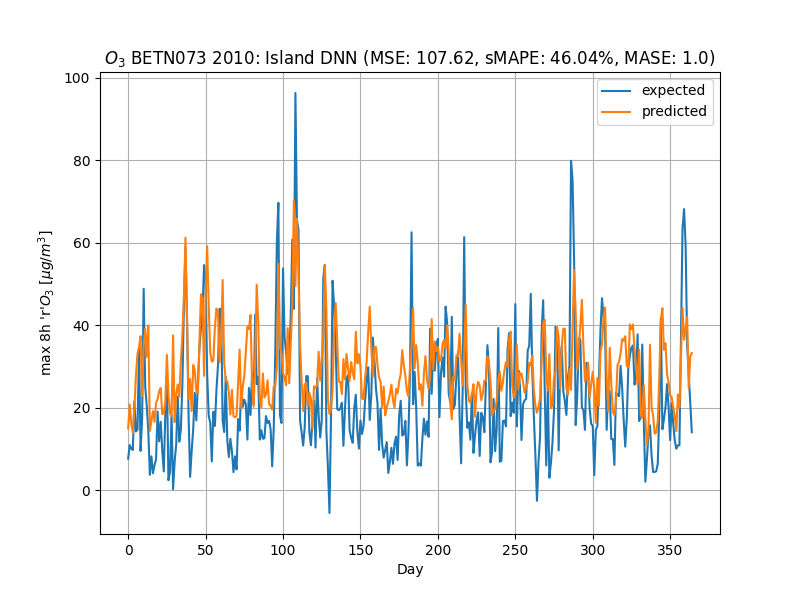 O3 BETN073 2010: Island DNN (MSE: 107.62, sMAPE: 46.04%, MASE: 1.0)
expected
predicted
max 8h 'r'O3 [μg/m³]
100
80
60
40
20
0
0 50 100 150 200 250 300 350
Day